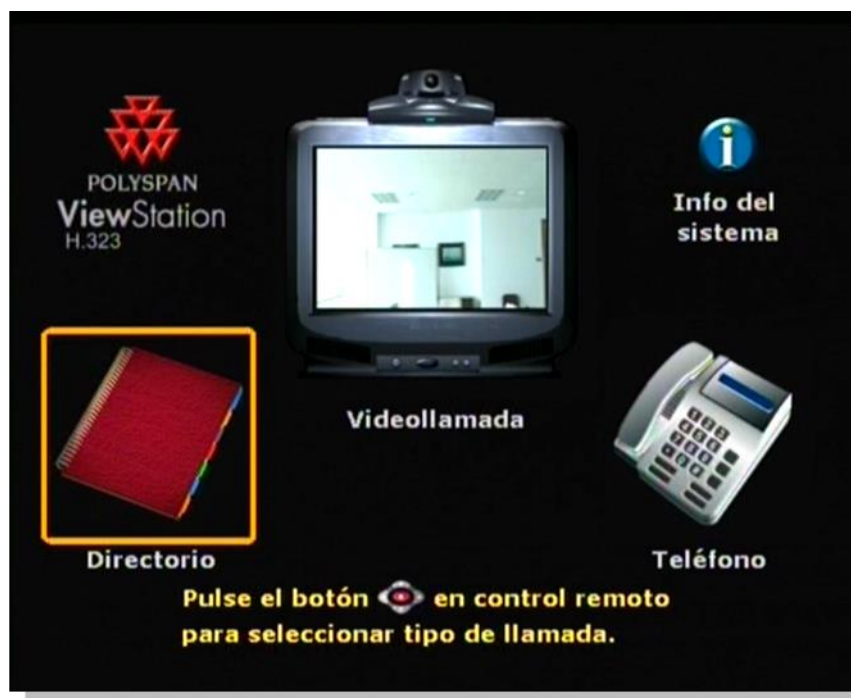 POLYSPAN
ViewStation
H.323
Info del
sistema
Videollamada
Directorio
Teléfono
Pulse el botón en control remoto
para seleccionar tipo de llamada.